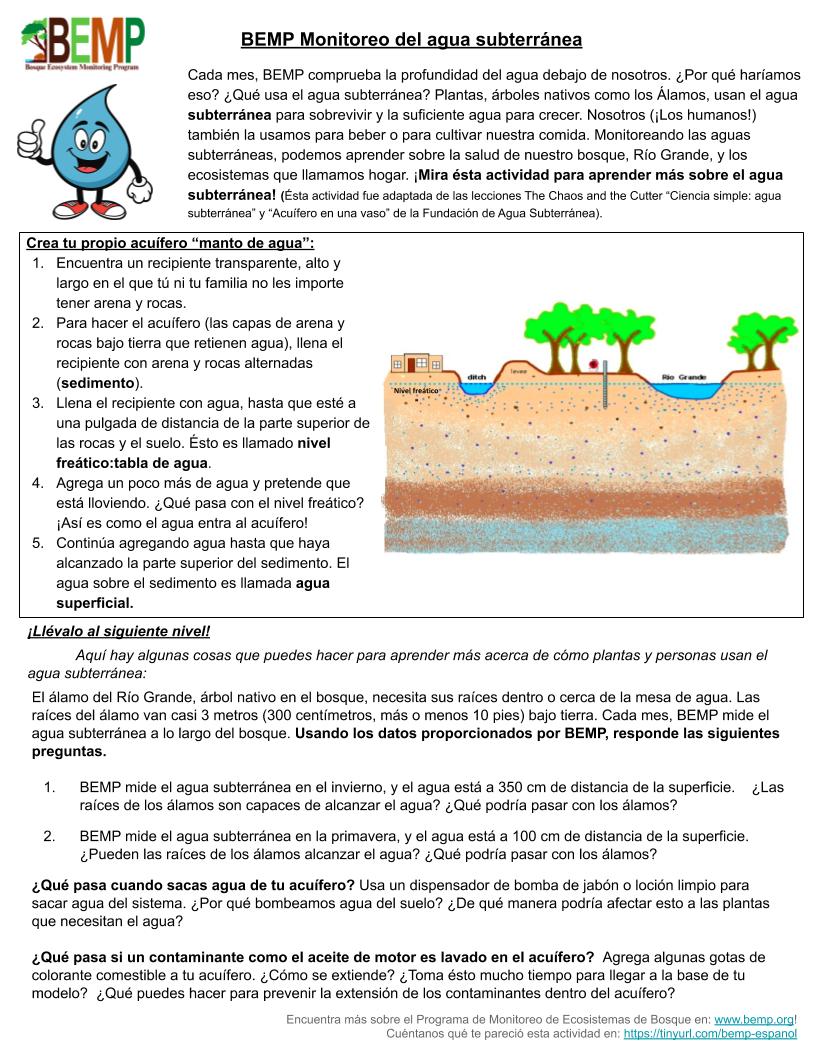 BEMP
Bosque Ecosystem Monitoring Program
BEMP Monitoreo del agua subterránea
Cada mes, BEMP comprueba la profundidad del agua debajo de nosotros. ¿Por qué haríamos
eso? ¿Qué usa el agua subterránea? Plantas, árboles nativos como los Álamos, usan el agua
subterránea para sobrevivir y la suficiente agua para crecer. Nosotros (¡Los humanos!)
también la usamos para beber o para cultivar nuestra comida. Monitoreando las aguas
subterráneas, podemos aprender sobre la salud de nuestro bosque, Río Grande, y los
ecosistemas que llamamos hogar. ¡Mira ésta actividad para aprender más sobre el agua
subterránea! (Ésta actividad fue adaptada de las lecciones The Chaos and the Cutter “Ciencia simple: agua
subterránea” y “Acuífero en una vaso” de la Fundación de Agua Subterránea).
Crea tu propio acuífero “manto de agua”:
1. Encuentra un recipiente transparente, alto y
largo en el que tú ni tu familia no les importe
tener arena y rocas.
2. Para hacer el acuífero (las capas de arena y
rocas bajo tierra que retienen agua), llena el
recipiente con arena y rocas alternadas
(sedimento).
3. Llena el recipiente con agua, hasta que esté a
una pulgada de distancia de la parte superior de
las rocas y el suelo. Ésto es llamado nivel
freático:tabla de agua.
4. Agrega un poco más de agua y pretende que
está lloviendo. ¿Qué pasa con el nivel freático?
¡Así es como el agua entra al acuífero!
5. Continúa agregando agua hasta que haya
alcanzado la parte superior del sedimento. El
agua sobre el sedimento es llamada agua
superficial.
ditch
levee
Río Grande
Nivel freático
¡Llévalo al siguiente nivel!
Aquí hay algunas cosas que puedes hacer para aprender más acerca de cómo plantas y personas usan el
agua subterránea:
El álamo del Río Grande, árbol nativo en el bosque, necesita sus raíces dentro o cerca de la mesa de agua. Las
raíces del álamo van casi 3 metros (300 centímetros, más o menos 10 pies) bajo tierra. Cada mes, BEMP mide el
agua subterránea a lo largo del bosque. Usando los datos proporcionados por BEMP, responde las siguientes
preguntas.
1. BEMP mide el agua subterránea en el invierno, y el agua está a 350 cm de distancia de la superficie. ¿Las
raíces de los álamos son capaces de alcanzar el agua? ¿Qué podría pasar con los álamos?
2. BEMP mide el agua subterránea en la primavera, y el agua está a 100 cm de distancia de la superficie.
¿Pueden las raíces de los álamos alcanzar el agua? ¿Qué podría pasar con los álamos?
¿Qué pasa cuando sacas agua de tu acuífero? Usa un dispensador de bomba de jabón o loción limpio para
sacar agua del sistema. ¿Por qué bombeamos agua del suelo? ¿De qué manera podría afectar esto a las plantas
que necesitan el agua?
¿Qué pasa si un contaminante como el aceite de motor es lavado en el acuífero? Agrega algunas gotas de
colorante comestible a tu acuífero. ¿Cómo se extiende? ¿Toma ésto mucho tiempo para llegar a la base de tu
modelo? ¿Qué puedes hacer para prevenir la extensión de los contaminantes dentro del acuífero?
Encuentra más sobre el Programa de Monitoreo de Ecosistemas de Bosque en: www.bemp.org!
Cuéntanos qué te pareció esta actividad en: https://tinyurl.com/bemp-espanol